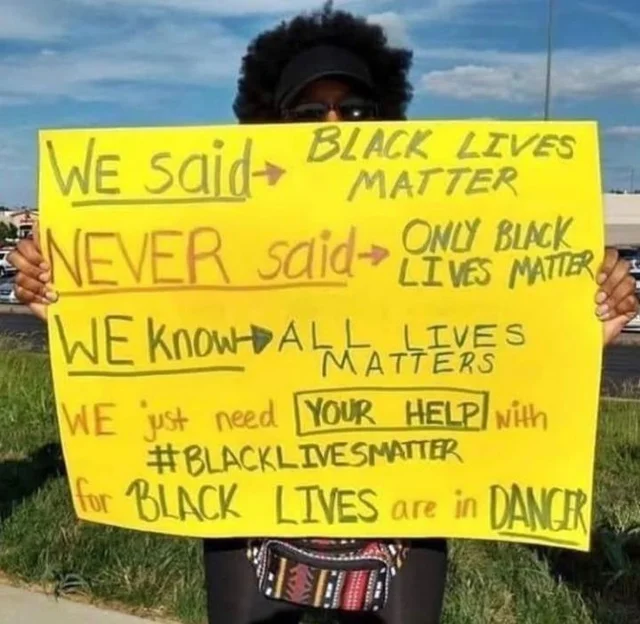 WE said→ BLACK LIVES
MATTER
NEVER said→ ONLY BLACK
LIVES MATTER
WE Know→ALL LIVES
MATTERS
WE just need YOUR HELP with
#BLACKLIVESMATTER
for BLACK LIVES are in DANGER